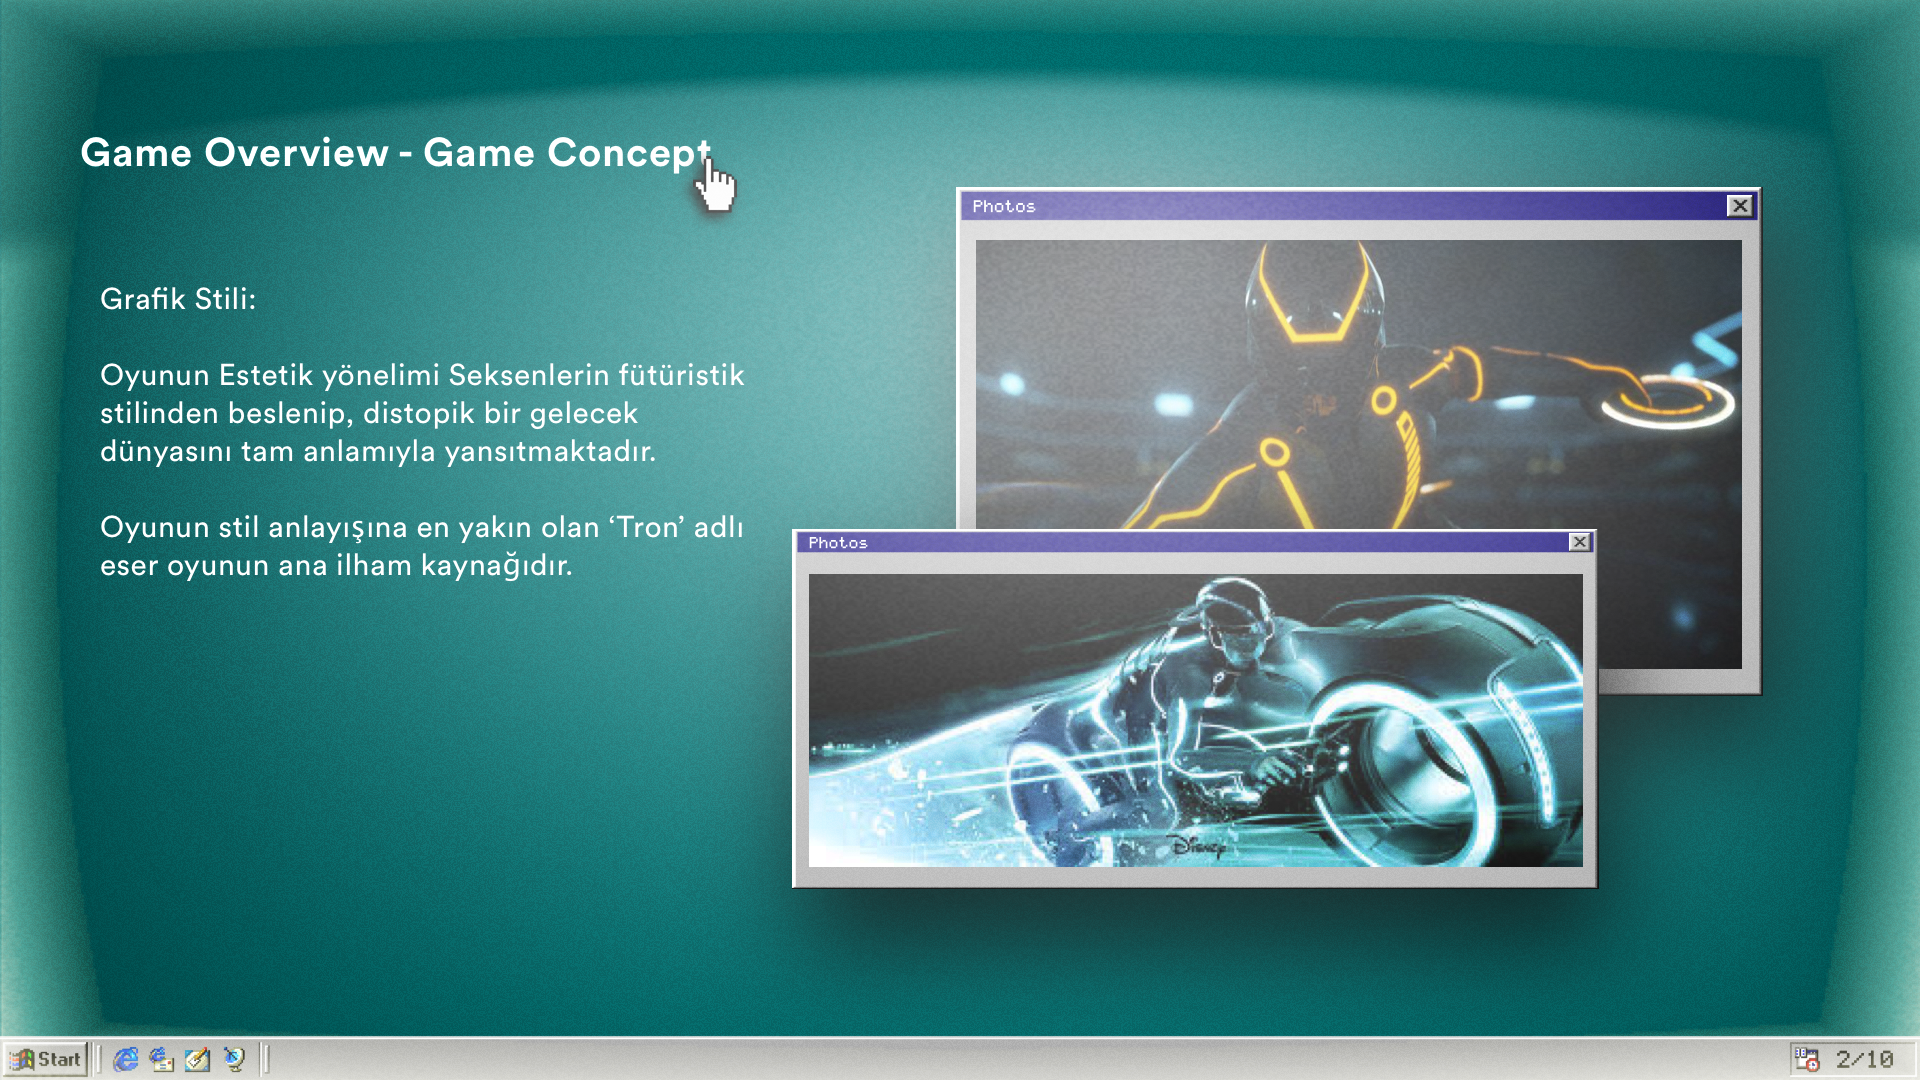 Game Overview - Game Concept
Grafik Stili:
Oyunun Estetik yönelimi Seksenlerin fütüristik
stilinden beslenip, distopik bir gelecek
dünyasını tam anlamıyla yansıtmaktadır.
Oyunun stil anlayışına en yakın olan ‘Tron’ adlı
eser oyunun ana ilham kaynağıdır.
Photos
Photos
Disney
Start
2/10